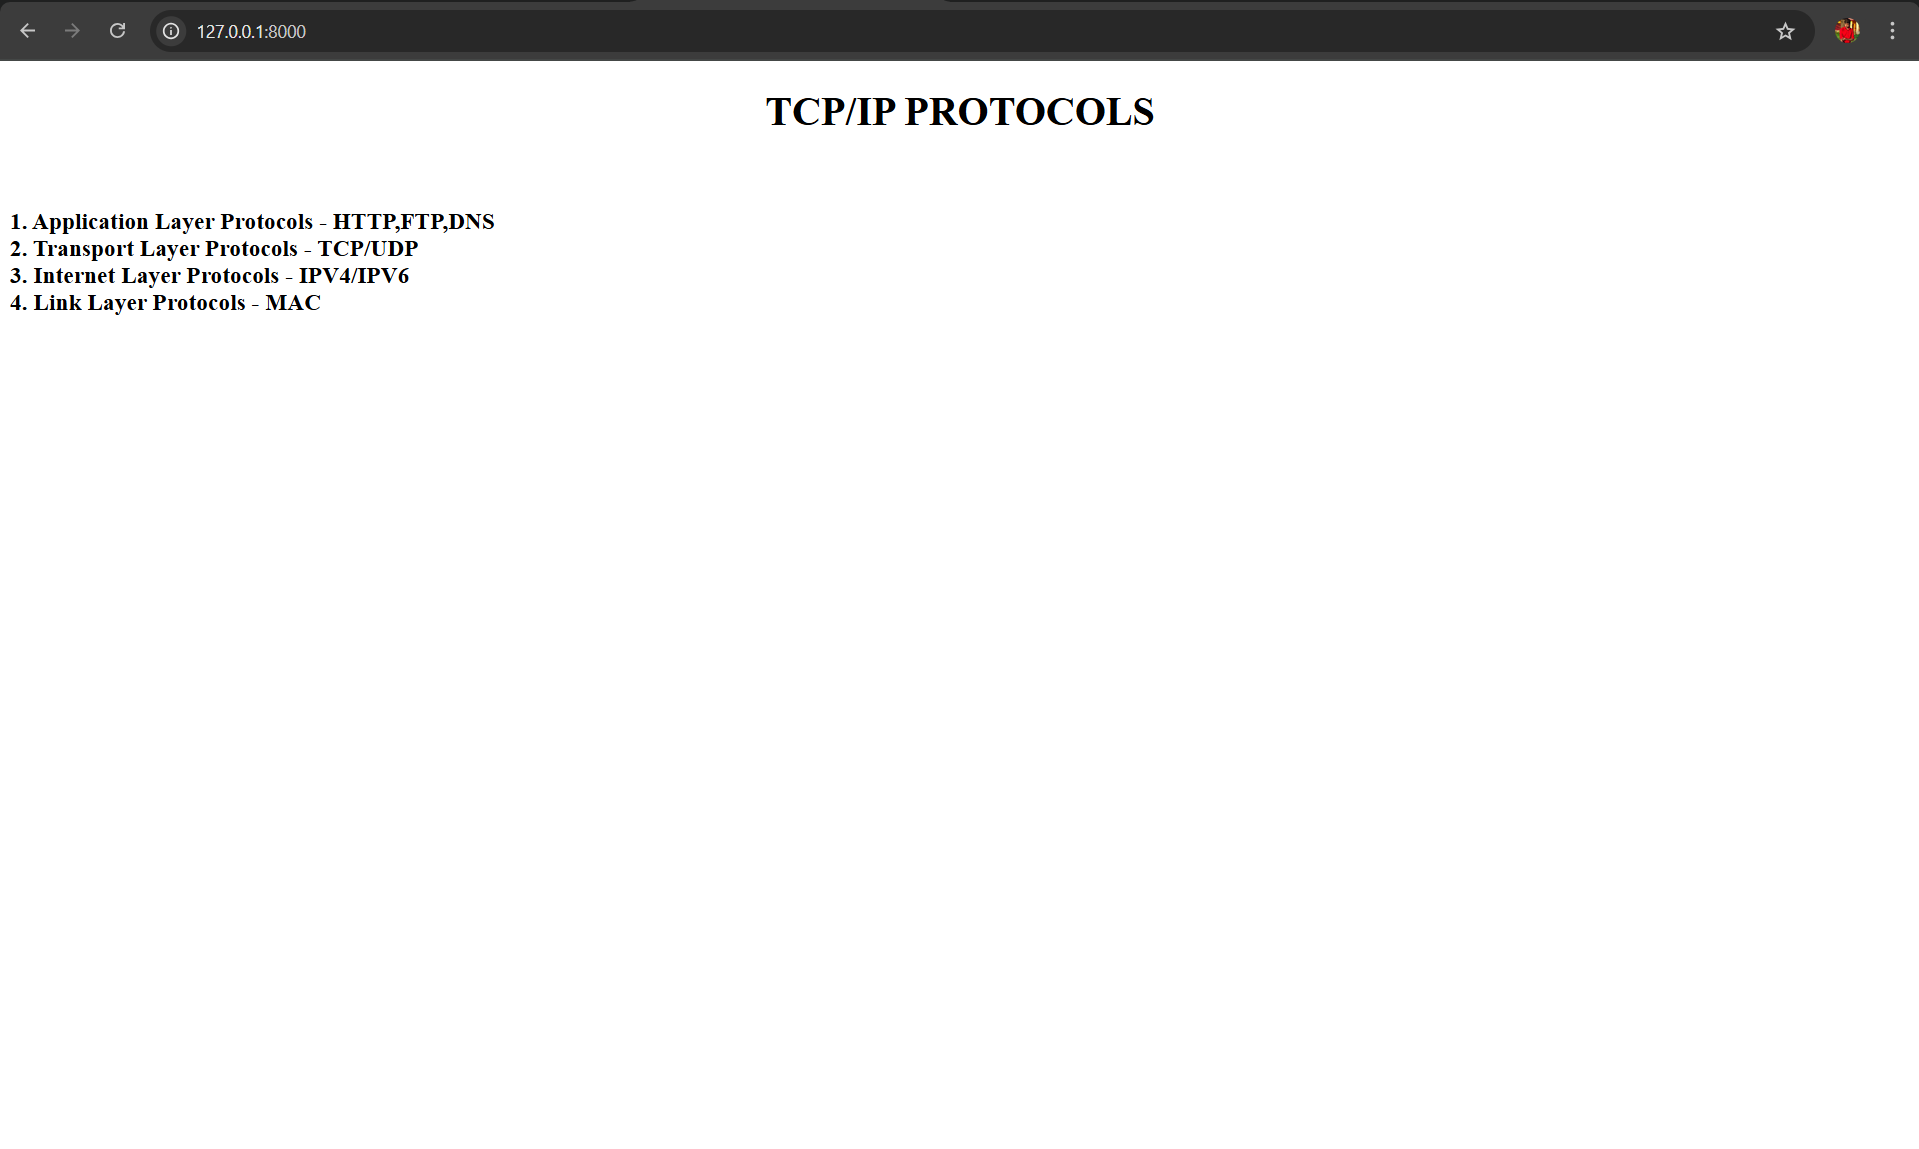 127.0.0.1:8000
TCP/IP PROTOCOLS
1. Application Layer Protocols - HTTP,FTP,DNS
2. Transport Layer Protocols - TCP/UDP
3. Internet Layer Protocols - IPV4/IPV6
4. Link Layer Protocols - MAC